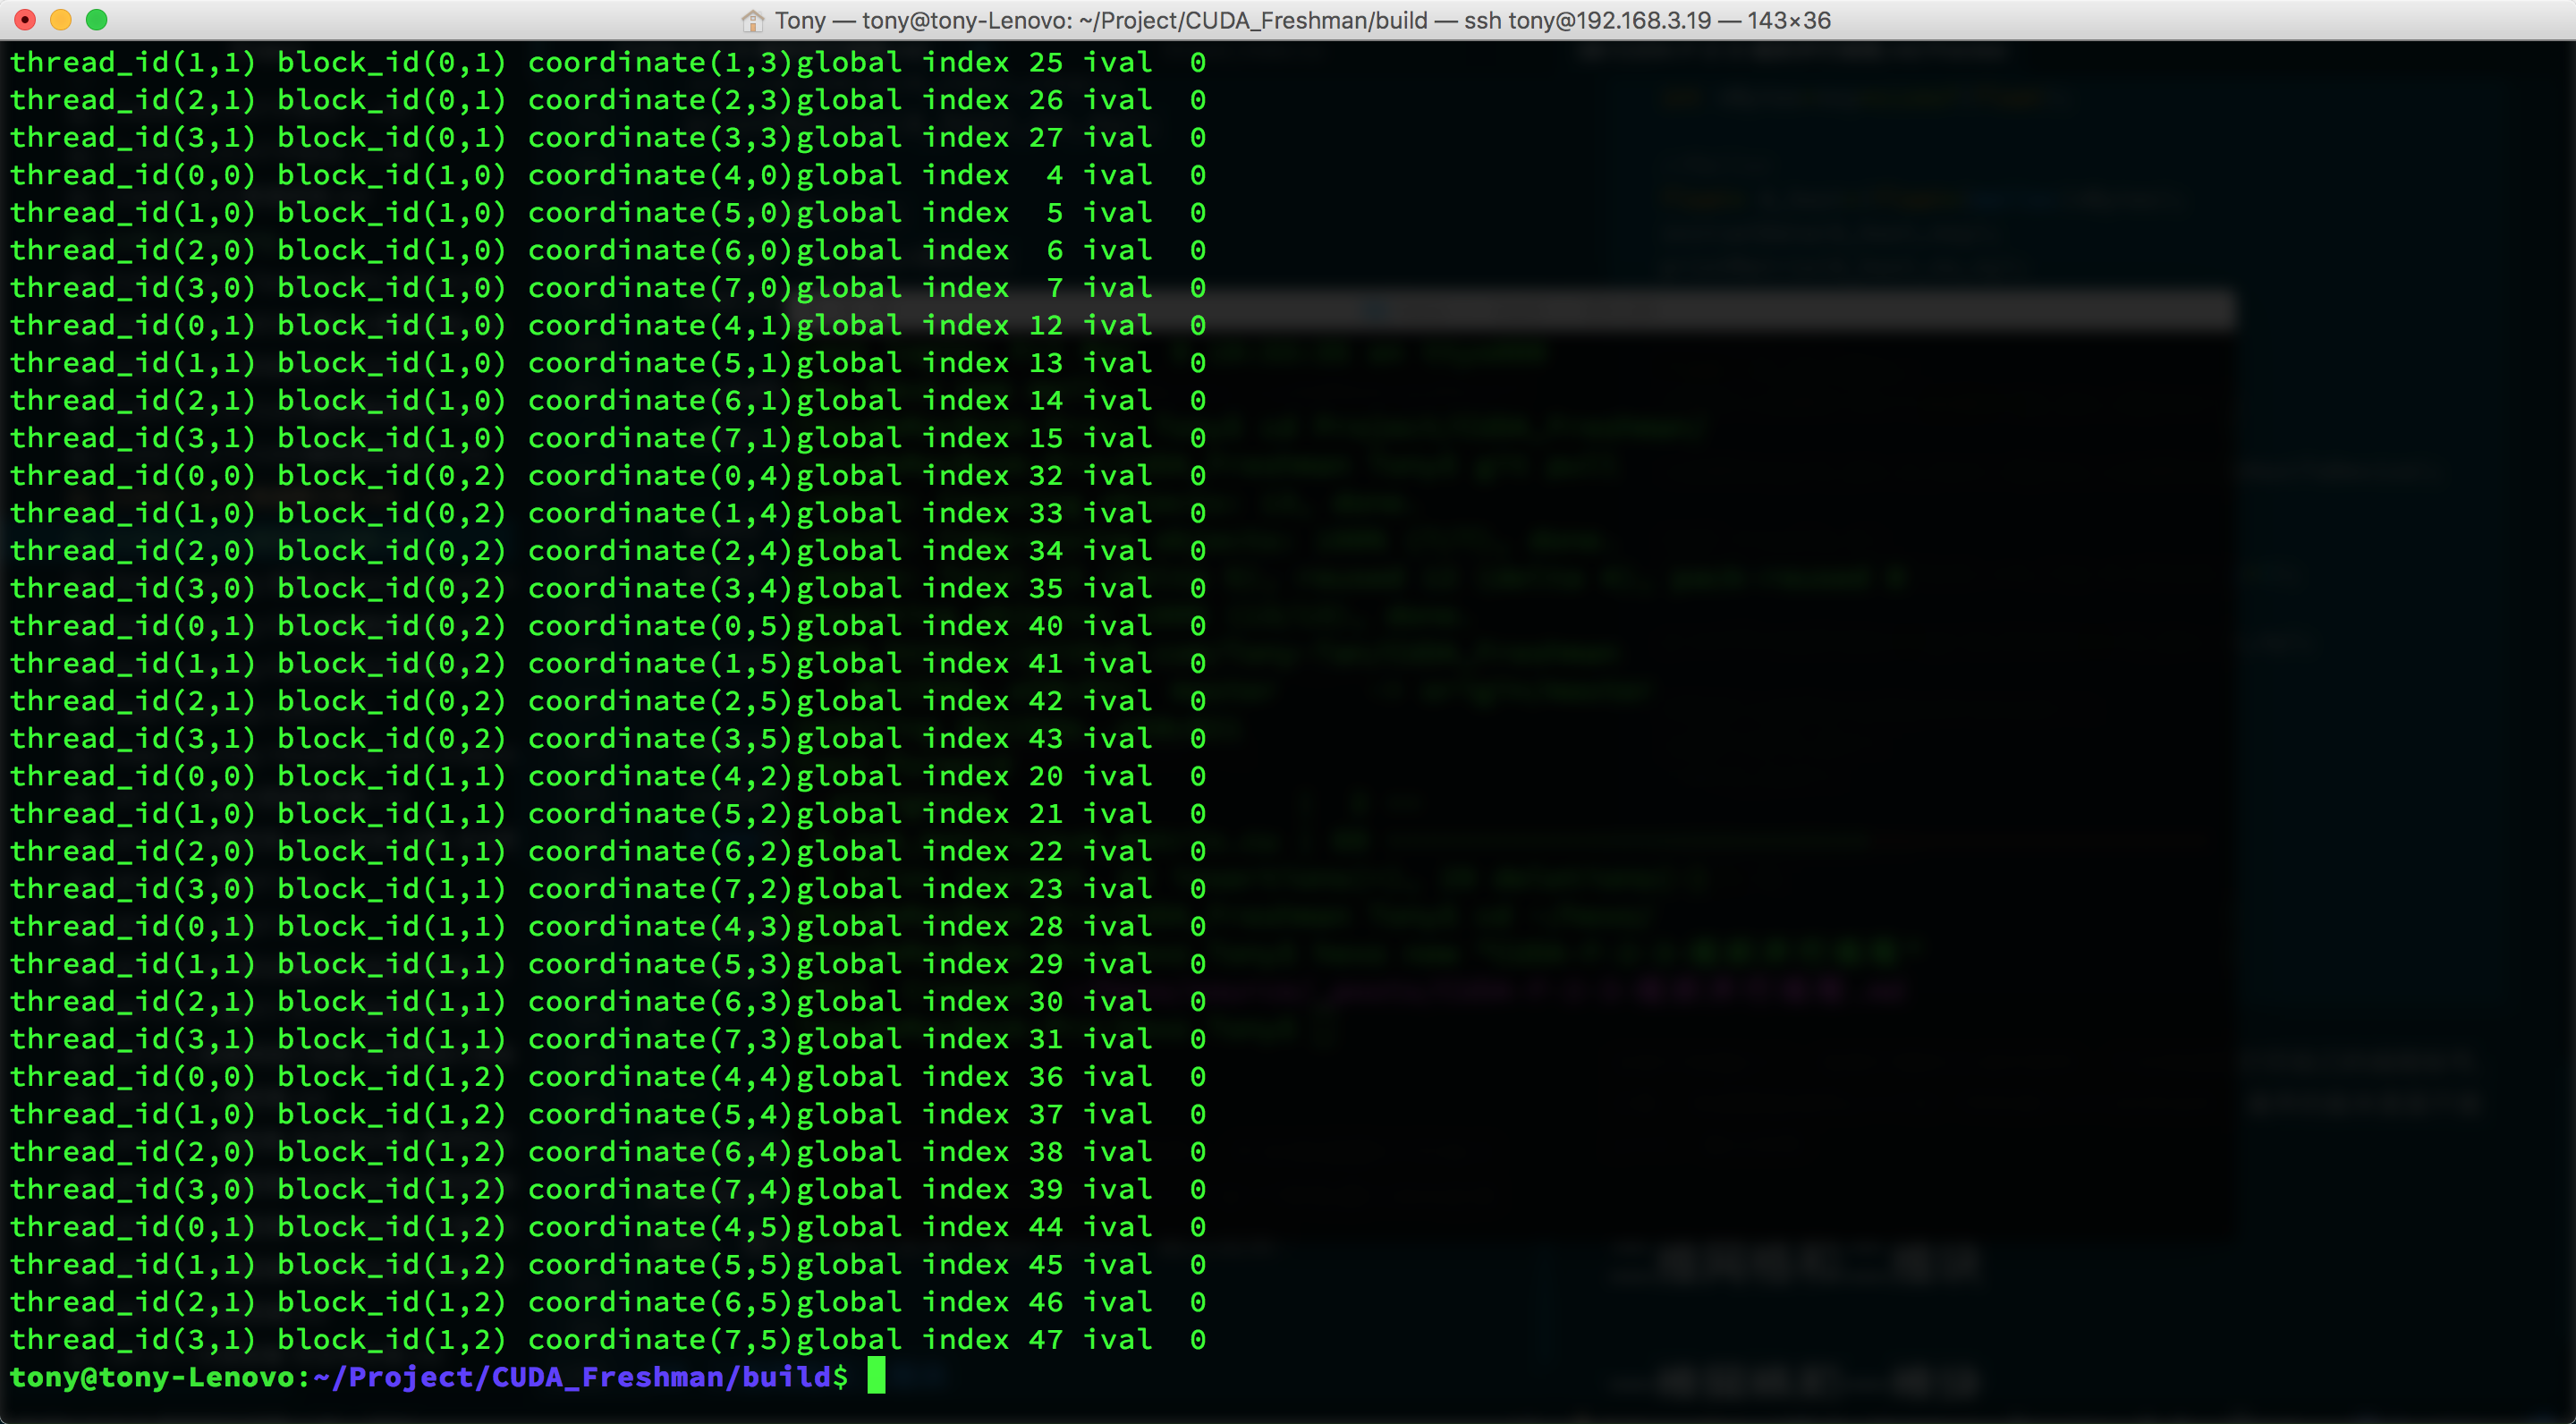 Tony — tony@tony-Lenovo: ~/Project/CUDA_Freshman/build — ssh tony@192.168.3.19 — 143×36
thread_id(1,1) block_id(0,1) coordinate(1,3)global index 25 ival  0
thread_id(2,1) block_id(0,1) coordinate(2,3)global index 26 ival  0
thread_id(3,1) block_id(0,1) coordinate(3,3)global index 27 ival  0
thread_id(0,0) block_id(1,0) coordinate(4,0)global index  4 ival  0
thread_id(1,0) block_id(1,0) coordinate(5,0)global index  5 ival  0
thread_id(2,0) block_id(1,0) coordinate(6,0)global index  6 ival  0
thread_id(3,0) block_id(1,0) coordinate(7,0)global index  7 ival  0
thread_id(0,1) block_id(1,0) coordinate(4,1)global index 12 ival  0
thread_id(1,1) block_id(1,0) coordinate(5,1)global index 13 ival  0
thread_id(2,1) block_id(1,0) coordinate(6,1)global index 14 ival  0
thread_id(3,1) block_id(1,0) coordinate(7,1)global index 15 ival  0
thread_id(0,0) block_id(0,2) coordinate(0,4)global index 32 ival  0
thread_id(1,0) block_id(0,2) coordinate(1,4)global index 33 ival  0
thread_id(2,0) block_id(0,2) coordinate(2,4)global index 34 ival  0
thread_id(3,0) block_id(0,2) coordinate(3,4)global index 35 ival  0
thread_id(0,1) block_id(0,2) coordinate(0,5)global index 40 ival  0
thread_id(1,1) block_id(0,2) coordinate(1,5)global index 41 ival  0
thread_id(2,1) block_id(0,2) coordinate(2,5)global index 42 ival  0
thread_id(3,1) block_id(0,2) coordinate(3,5)global index 43 ival  0
thread_id(0,0) block_id(1,1) coordinate(4,2)global index 20 ival  0
thread_id(1,0) block_id(1,1) coordinate(5,2)global index 21 ival  0
thread_id(2,0) block_id(1,1) coordinate(6,2)global index 22 ival  0
thread_id(3,0) block_id(1,1) coordinate(7,2)global index 23 ival  0
thread_id(0,1) block_id(1,1) coordinate(4,3)global index 28 ival  0
thread_id(1,1) block_id(1,1) coordinate(5,3)global index 29 ival  0
thread_id(2,1) block_id(1,1) coordinate(6,3)global index 30 ival  0
thread_id(3,1) block_id(1,1) coordinate(7,3)global index 31 ival  0
thread_id(0,0) block_id(1,2) coordinate(4,4)global index 36 ival  0
thread_id(1,0) block_id(1,2) coordinate(5,4)global index 37 ival  0
thread_id(2,0) block_id(1,2) coordinate(6,4)global index 38 ival  0
thread_id(3,0) block_id(1,2) coordinate(7,4)global index 39 ival  0
thread_id(0,1) block_id(1,2) coordinate(4,5)global index 44 ival  0
thread_id(1,1) block_id(1,2) coordinate(5,5)global index 45 ival  0
thread_id(2,1) block_id(1,2) coordinate(6,5)global index 46 ival  0
thread_id(3,1) block_id(1,2) coordinate(7,5)global index 47 ival  0
tony@tony-Lenovo:~/Project/CUDA_Freshman/build$